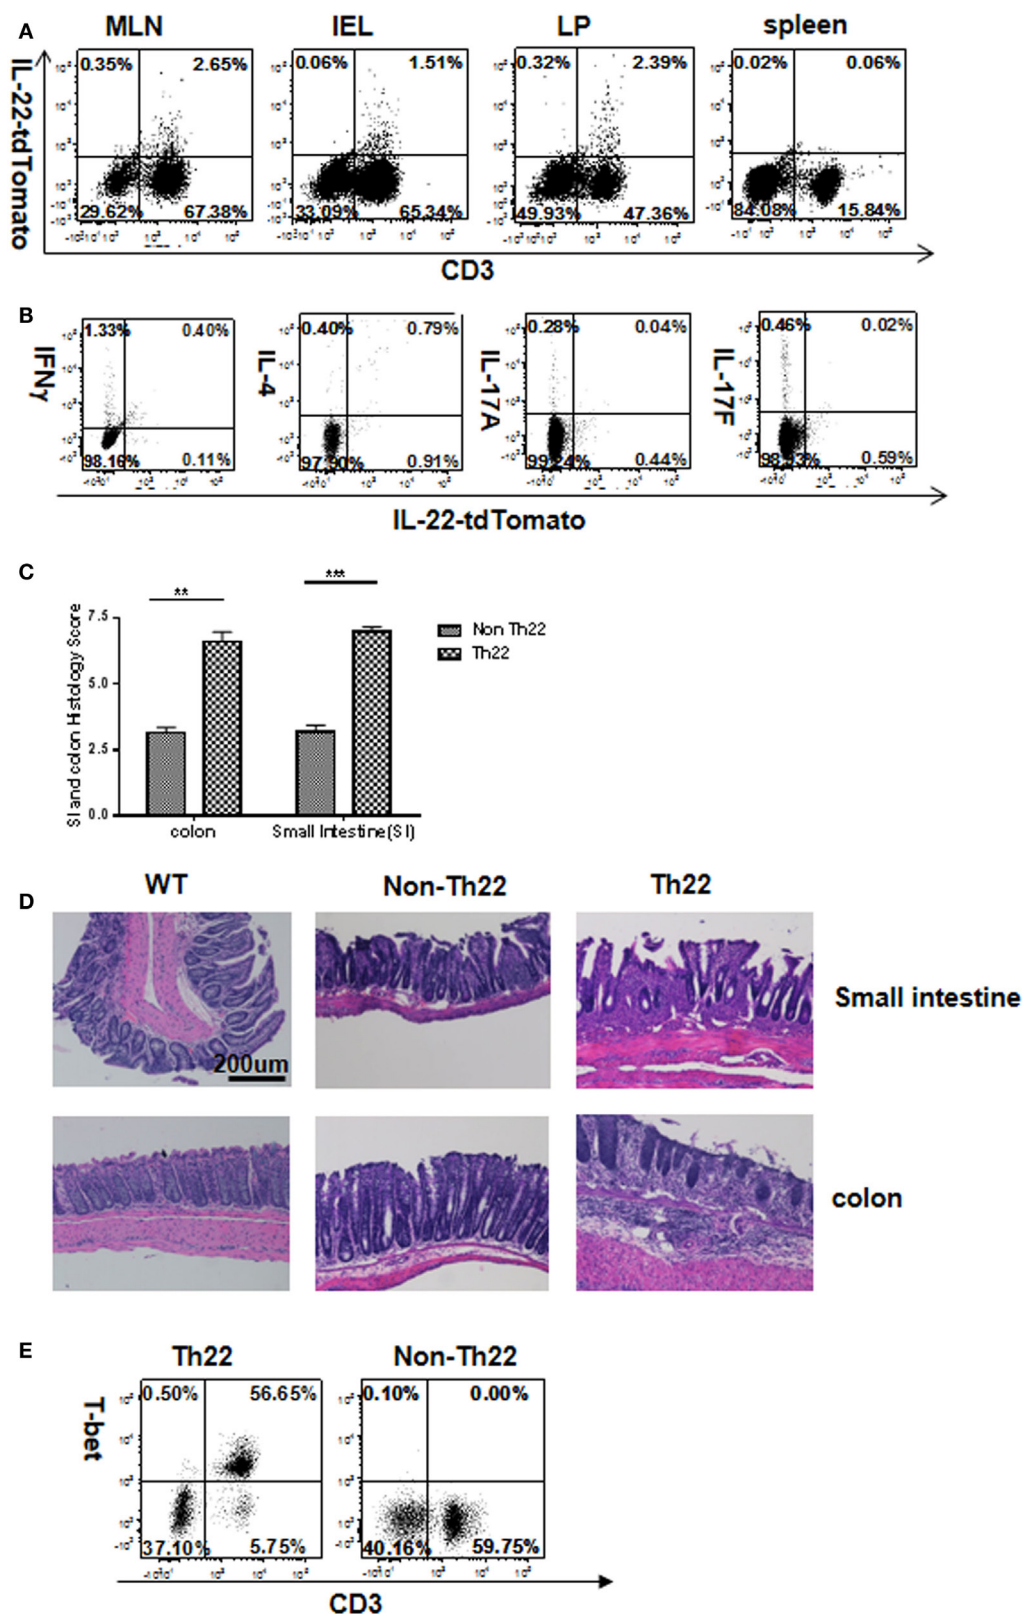 A
MLN IEL LP spleen
IL-22-tdTomato
0.35% 2.65% 0.06% 1.51% 0.32% 2.39% 0.02% 0.06%
29.62% 67.38% 33.09% 65.34% 49.93% 47.36% 84.08% 15.84%
CD3
B
IFNγ IL-4 IL-17A IL-17F
1.33% 0.40% 0.40% 0.79% 0.28% 0.04% 0.46% 0.02%
98.16% 0.11% 97.90% 0.91% 99.24% 0.44% 0.59%
IL-22-tdTomato
C
SI and colon Histology Score
7.5
5.0
2.5
0.0
** ***
Non Th22
Th22
colon Small Intestine(SI)
D
WT Non-Th22 Th22
200um
Small intestine
colon
E
Th22 Non-Th22
T-bet
0.50% 56.65% 0.10% 0.00%
37.10% 5.75% 40.16% 59.75%
CD3